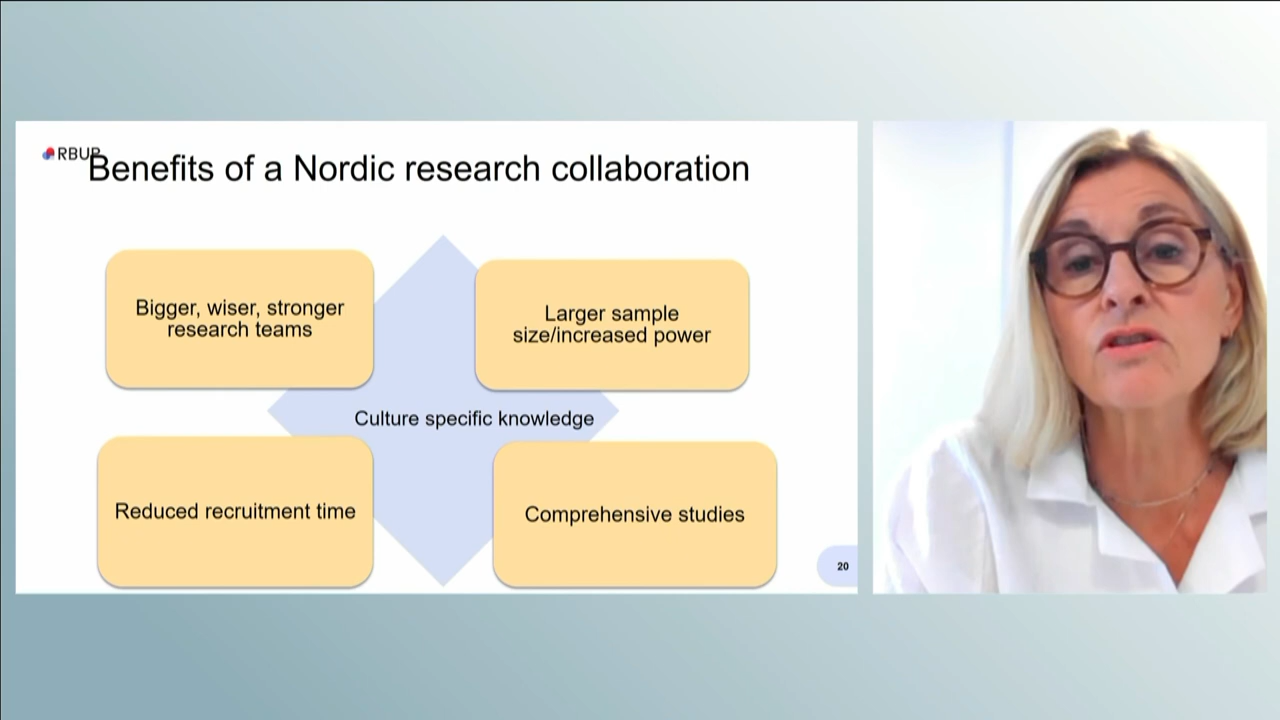 RBUP
Benefits of a Nordic research collaboration
Bigger, wiser, stronger
research teams
Larger sample
size/increased power
Culture specific knowledge
Reduced recruitment time
Comprehensive studies
20